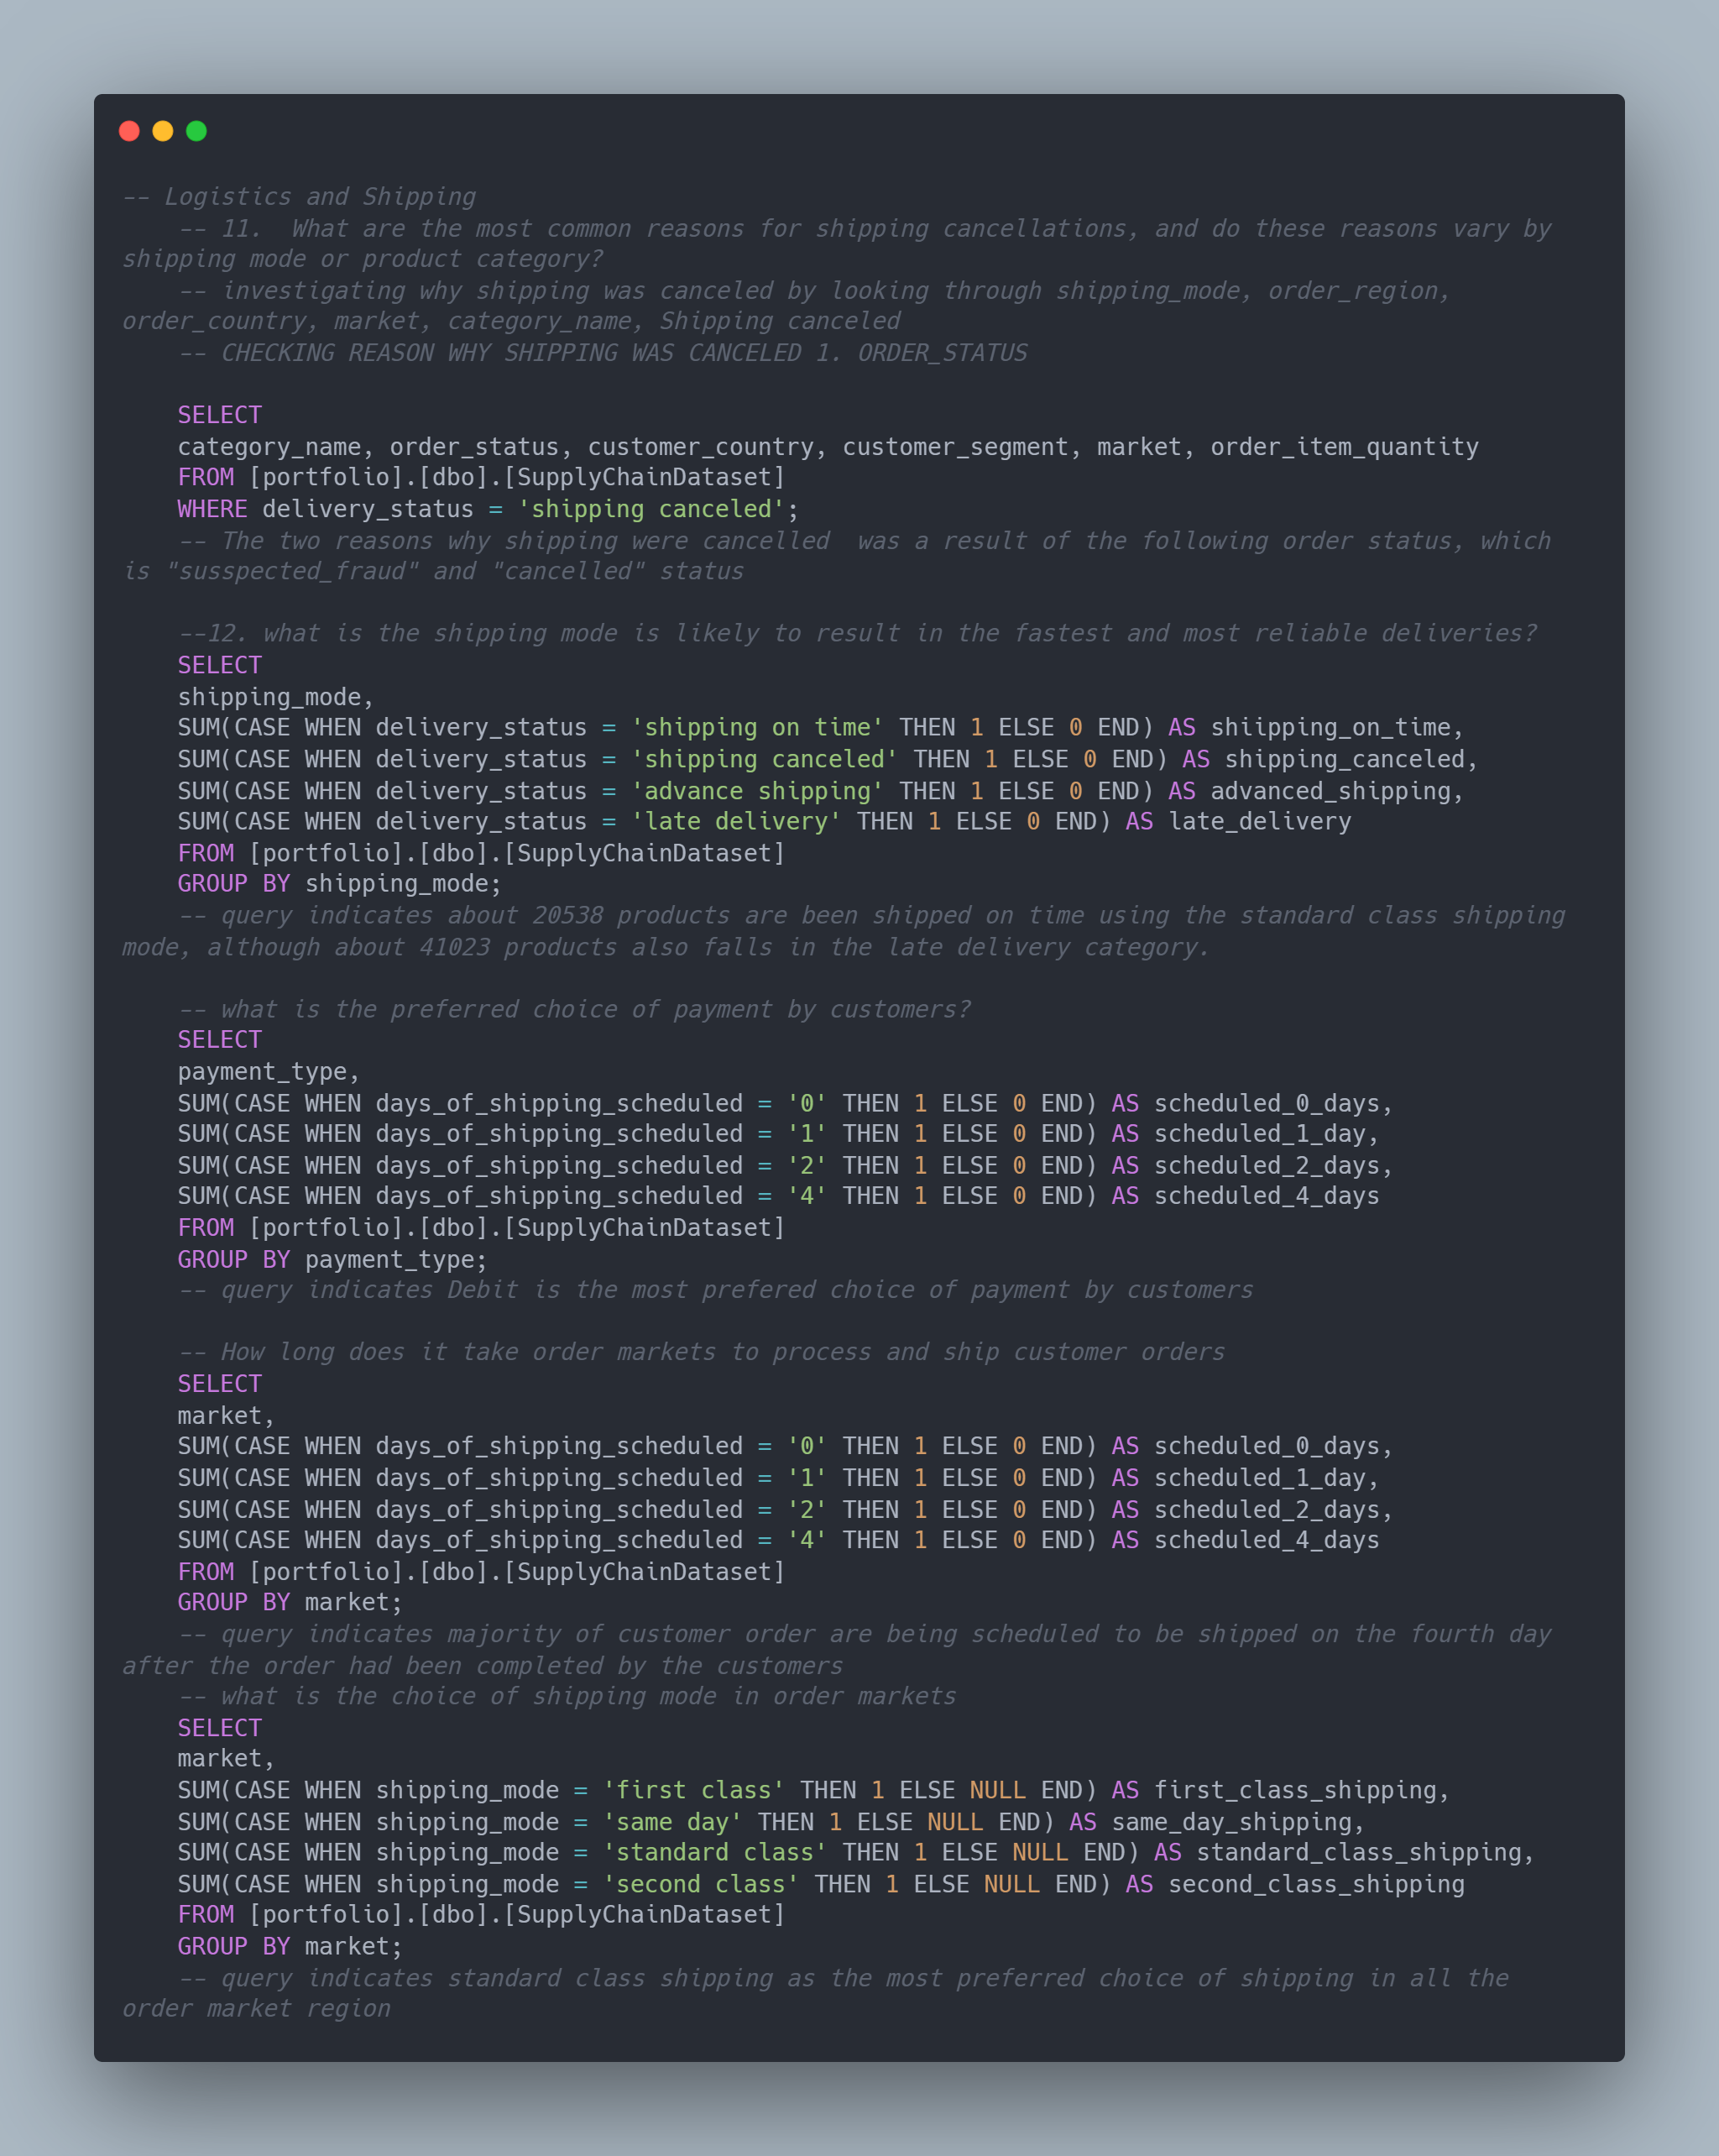 -- Logistics and Shipping
    -- 11.  What are the most common reasons for shipping cancellations, and do these reasons vary by
shipping mode or product category?
    -- investigating why shipping was canceled by looking through shipping_mode, order_region,
order_country, market, category_name, Shipping canceled
    -- CHECKING REASON WHY SHIPPING WAS CANCELED 1. ORDER_STATUS

    SELECT
    category_name, order_status, customer_country, customer_segment, market, order_item_quantity
    FROM [portfolio].[dbo].[SupplyChainDataset]
    WHERE delivery_status = 'shipping canceled';
    -- The two reasons why shipping were cancelled  was a result of the following order status, which
is "susspected_fraud" and "cancelled" status

    --12. what is the shipping mode is likely to result in the fastest and most reliable deliveries?
    SELECT
    shipping_mode,
    SUM(CASE WHEN delivery_status = 'shipping on time' THEN 1 ELSE 0 END) AS shiipping_on_time,
    SUM(CASE WHEN delivery_status = 'shipping canceled' THEN 1 ELSE 0 END) AS shipping_canceled,
    SUM(CASE WHEN delivery_status = 'advance shipping' THEN 1 ELSE 0 END) AS advanced_shipping,
    SUM(CASE WHEN delivery_status = 'late delivery' THEN 1 ELSE 0 END) AS late_delivery
    FROM [portfolio].[dbo].[SupplyChainDataset]
    GROUP BY shipping_mode;
    -- query indicates about 20538 products are been shipped on time using the standard class shipping
mode, although about 41023 products also falls in the late delivery category.

    -- what is the preferred choice of payment by customers?
    SELECT
    payment_type,
    SUM(CASE WHEN days_of_shipping_scheduled = '0' THEN 1 ELSE 0 END) AS scheduled_0_days,
    SUM(CASE WHEN days_of_shipping_scheduled = '1' THEN 1 ELSE 0 END) AS scheduled_1_day,
    SUM(CASE WHEN days_of_shipping_scheduled = '2' THEN 1 ELSE 0 END) AS scheduled_2_days,
    SUM(CASE WHEN days_of_shipping_scheduled = '4' THEN 1 ELSE 0 END) AS scheduled_4_days
    FROM [portfolio].[dbo].[SupplyChainDataset]
    GROUP BY payment_type;
    -- query indicates Debit is the most prefered choice of payment by customers

    -- How long does it take order markets to process and ship customer orders
    SELECT
    market,
    SUM(CASE WHEN days_of_shipping_scheduled = '0' THEN 1 ELSE 0 END) AS scheduled_0_days,
    SUM(CASE WHEN days_of_shipping_scheduled = '1' THEN 1 ELSE 0 END) AS scheduled_1_day,
    SUM(CASE WHEN days_of_shipping_scheduled = '2' THEN 1 ELSE 0 END) AS scheduled_2_days,
    SUM(CASE WHEN days_of_shipping_scheduled = '4' THEN 1 ELSE 0 END) AS scheduled_4_days
    FROM [portfolio].[dbo].[SupplyChainDataset]
    GROUP BY market;
    -- query indicates majority of customer order are being scheduled to be shipped on the fourth day
after the order had been completed by the customers
    -- what is the choice of shipping mode in order markets
    SELECT
    market,
    SUM(CASE WHEN shipping_mode = 'first class' THEN 1 ELSE NULL END) AS first_class_shipping,
    SUM(CASE WHEN shipping_mode = 'same day' THEN 1 ELSE NULL END) AS same_day_shipping,
    SUM(CASE WHEN shipping_mode = 'standard class' THEN 1 ELSE NULL END) AS standard_class_shipping,
    SUM(CASE WHEN shipping_mode = 'second class' THEN 1 ELSE NULL END) AS second_class_shipping
    FROM [portfolio].[dbo].[SupplyChainDataset]
    GROUP BY market;
    -- query indicates standard class shipping as the most preferred choice of shipping in all the
order market region